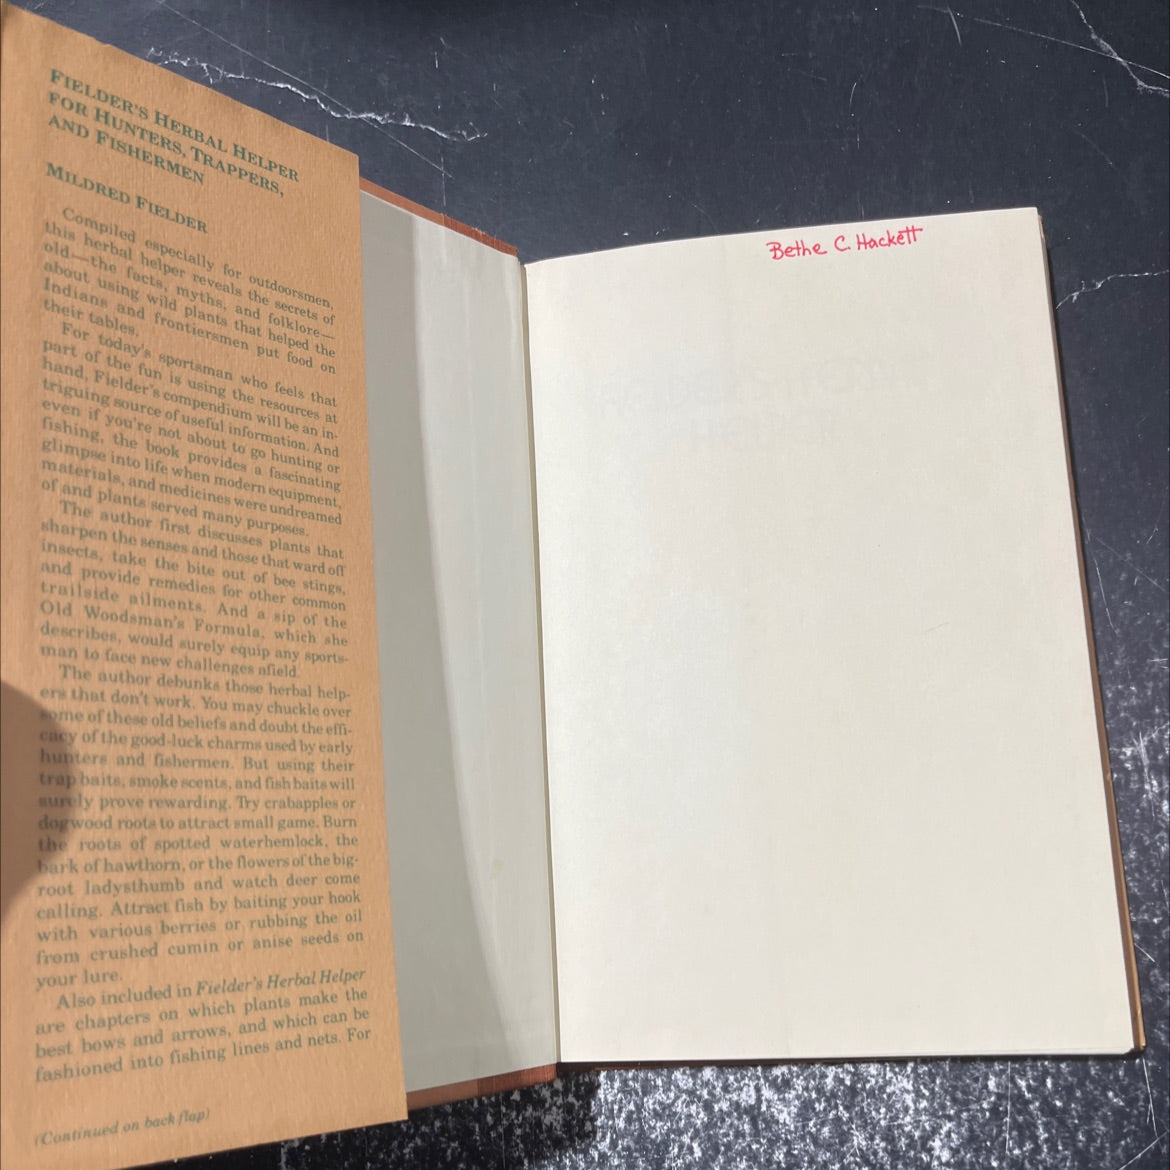 FIELDER'S HERBAL HELPER
FOR HUNTERS, TRAPPERS,
AND FISHERMEN
MILDRED FIELDER
Compiled especially for outdoorsmen,
this herbal helper reveals the secrets of
old—the facts, myths, and folklore—
about using wild plants that helped the
Indians and frontiersmen put food on
their tables.
For today's sportsman who feels that
part of the fun is using the resources at
hand, Fielder's compendium will be an in-
triguing source of useful information. And
even if you're not about to go hunting or
fishing, the book provides a fascinating
glimpse into life when modern equipment,
materials, and medicines were undreamed
of and plants served many purposes.
The author first discusses plants that
sharpen the senses and those that ward off
insects, take the bite out of bee stings,
and provide remedies for other common
trailside ailments. And a sip of the
Old Woodsman's Formula, which she
describes, would surely equip any sports-
man to face new challenges afield.
The author debunks those herbal help-
ers that don't work. You may chuckle over
some of these old beliefs and doubt the effi-
cacy of the good-luck charms used by early
hunters and fishermen. But using their
trap baits, smoke scents, and fish baits will
surely prove rewarding. Try crabapples or
dogwood roots to attract small game. Burn
the roots of spotted waterhemlock, the
bark of hawthorn, or the flowers of the big-
root ladysthumb and watch deer come
calling. Attract fish by baiting your hook
with various berries or rubbing the oil
from crushed cumin or anise seeds on
your lure.
Also included in Fielder's Herbal Helper
are chapters on which plants make the
best bows and arrows, and which can be
fashioned into fishing lines and nets. For
(Continued on back flap)
Bethe C. Hackett